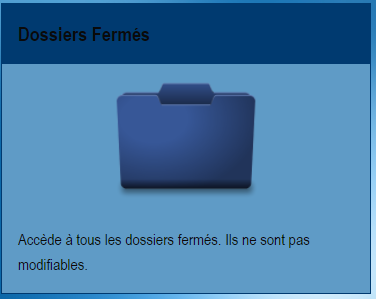 Dossiers Fermés
Accède à tous les dossiers fermés. Ils ne sont pas
modifiables.